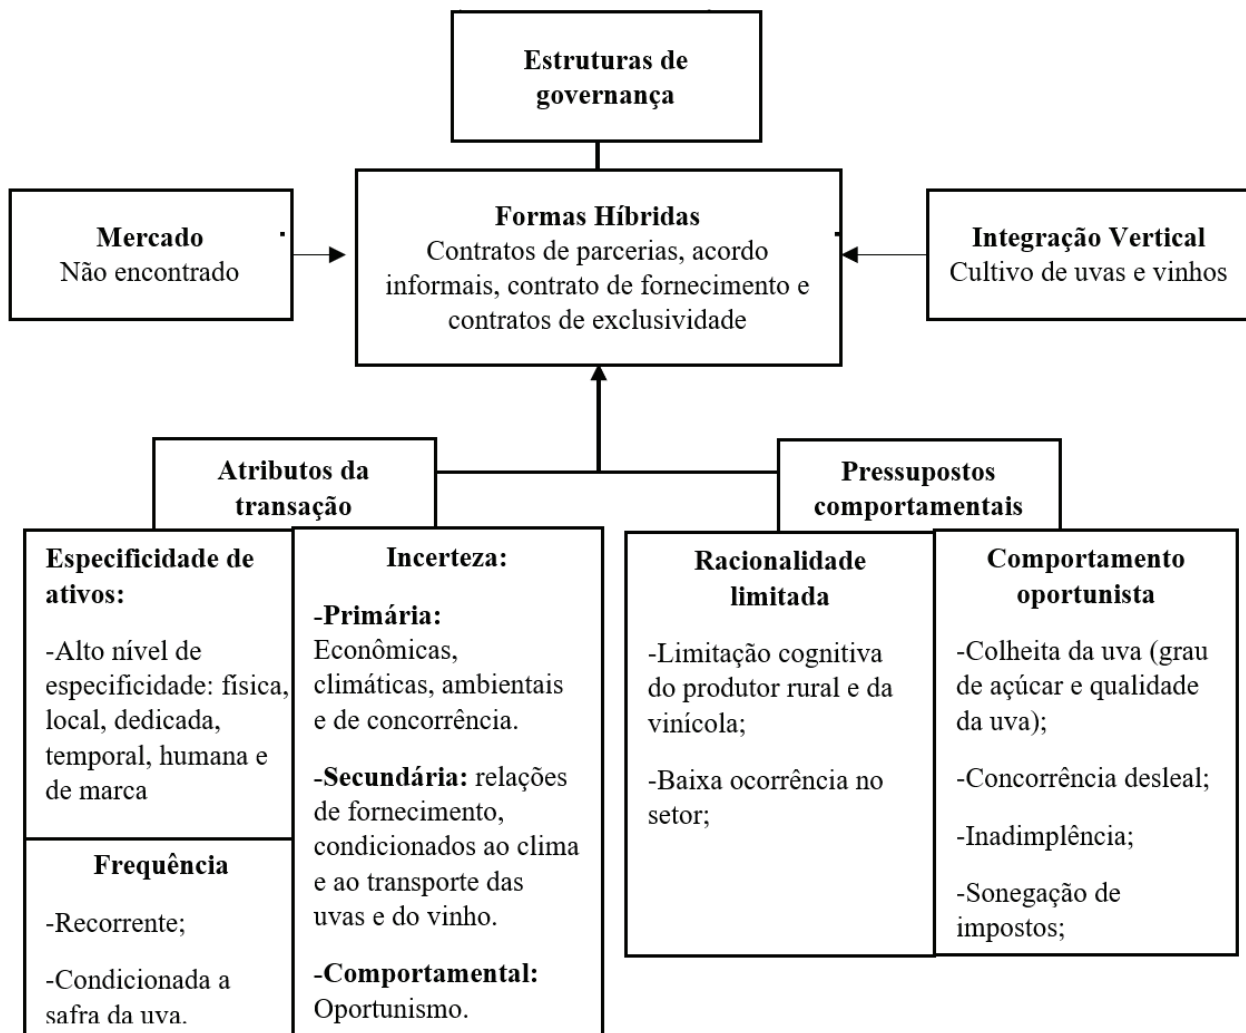 Estruturas de
governança
Mercado
Não encontrado
Formas Híbridas
Contratos de parcerias, acordo
informais, contrato de fornecimento e
contratos de exclusividade
Integração Vertical
Cultivo de uvas e vinhos
Atributos da
transação
Pressupostos
comportamentais
Especificidade de
ativos:
-Alto nível de
especificidade: física,
local, dedicada,
temporal, humana e
de marca
Frequência
-Recorrente;
-Condicionada a
safra da uva.
Incerteza:
-Primária:
Econômicas,
climáticas, ambientais
e de concorrência.
-Secundária: relações
de fornecimento,
condicionados ao clima
e ao transporte das
uvas e do vinho.
-Comportamental:
Oportunismo.
Racionalidade
limitada
-Limitação cognitiva
do produtor rural e da
vinícola;
-Baixa ocorrência no
setor;
Comportamento
oportunista
-Colheita da uva (grau
de açúcar e qualidade
da uva);
-Concorrência desleal;
-Inadimplência;
-Sonegação de
impostos;